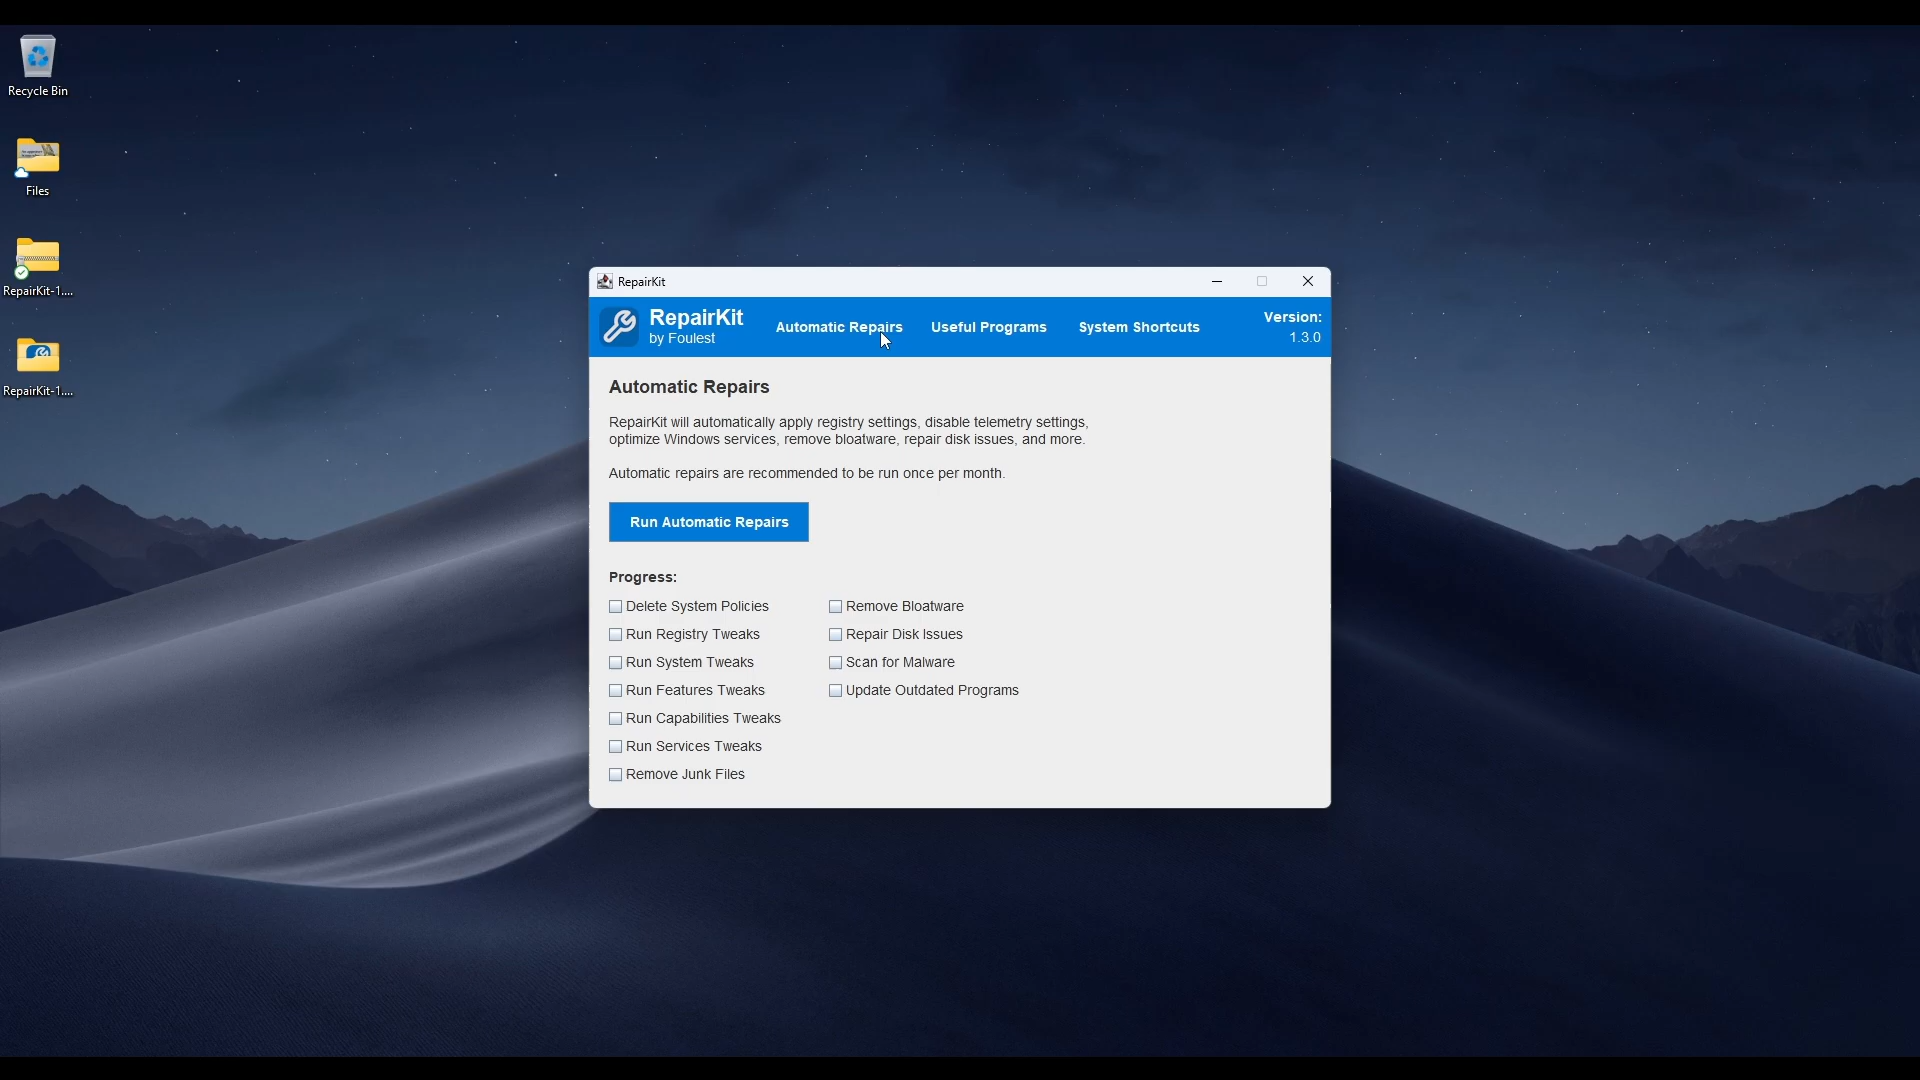 Recycle Bin
Files
RepairKit-1....
RepairKit-1....
RepairKit
RepairKit
by Foulest
Automatic Repairs
Useful Programs
System Shortcuts
Version:
1.3.0
Automatic Repairs
RepairKit will automatically apply registry settings, disable telemetry settings,
optimize Windows services, remove bloatware, repair disk issues, and more.
Automatic repairs are recommended to be run once per month.
Run Automatic Repairs
Progress:
Delete System Policies
Run Registry Tweaks
Run System Tweaks
Run Features Tweaks
Run Capabilities Tweaks
Run Services Tweaks
Remove Junk Files
Remove Bloatware
Repair Disk Issues
Scan for Malware
Update Outdated Programs